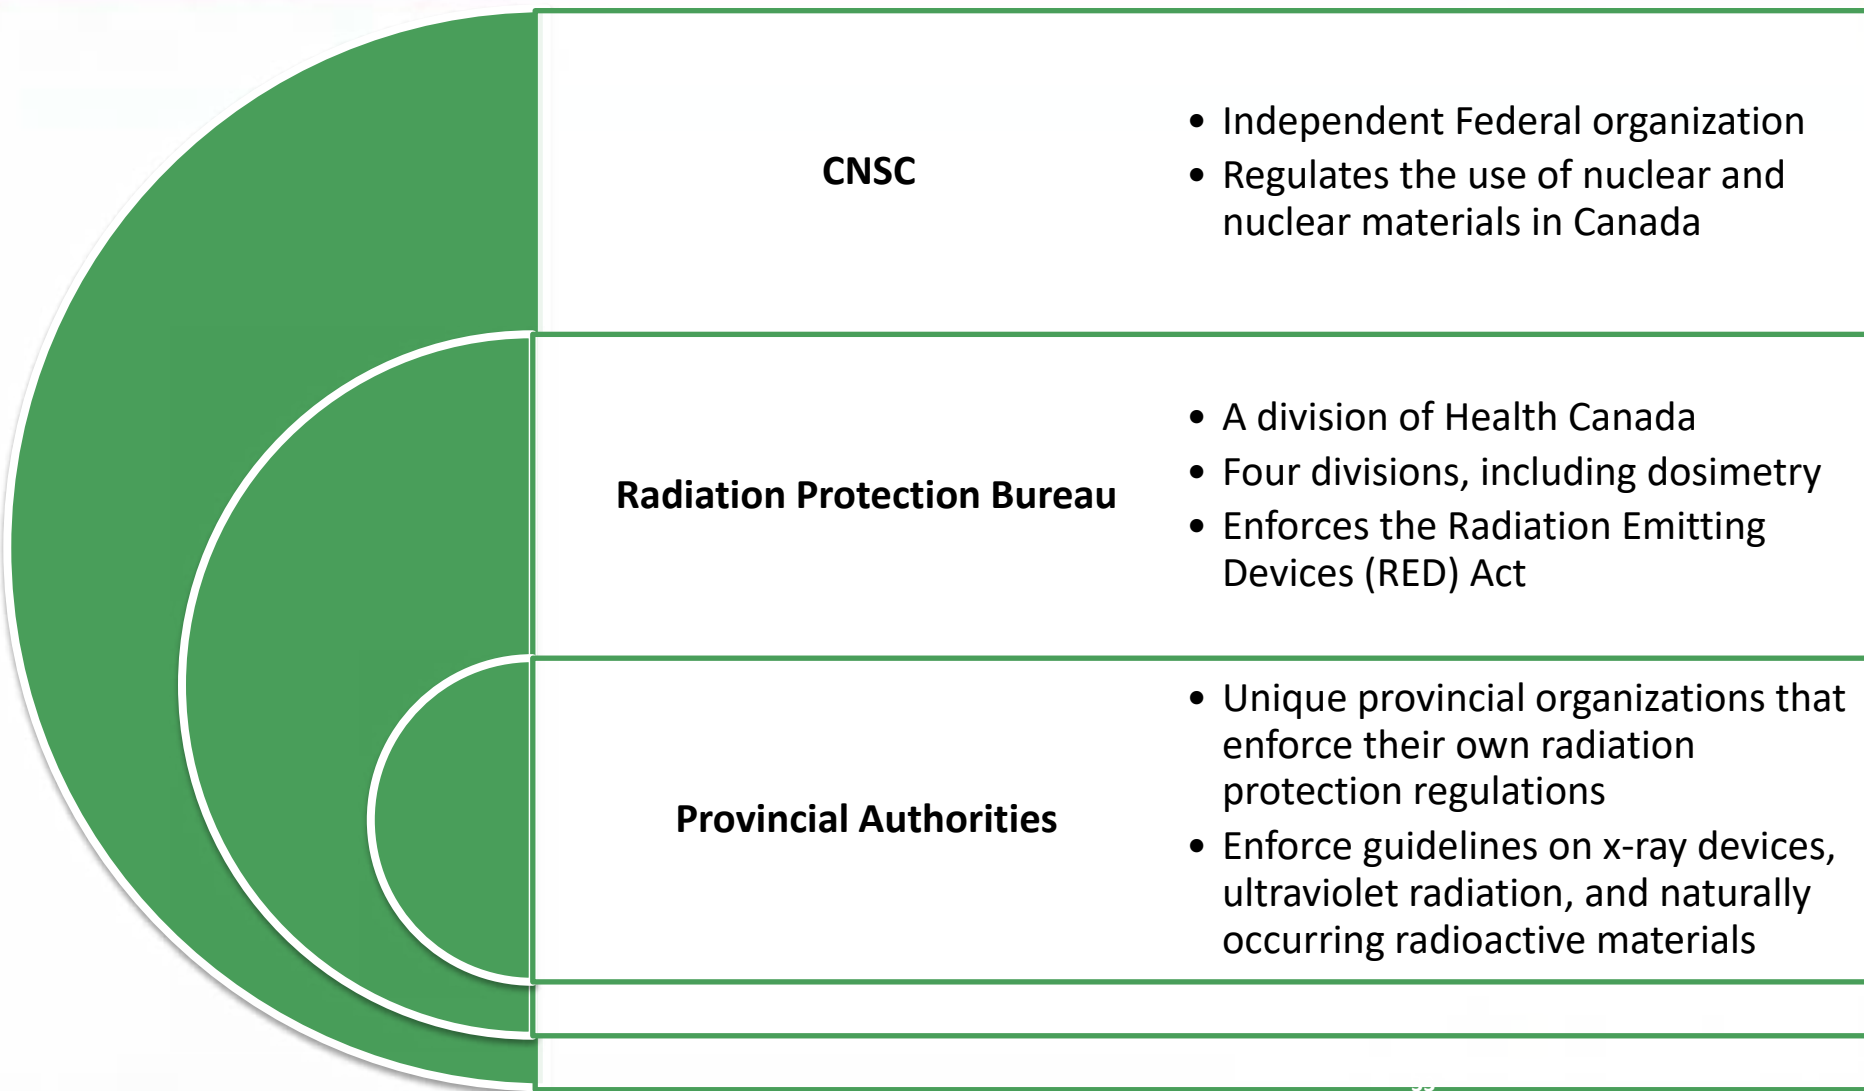 CNSC
• Independent Federal organization
• Regulates the use of nuclear and
nuclear materials in Canada
Radiation Protection Bureau
• A division of Health Canada
• Four divisions, including dosimetry
• Enforces the Radiation Emitting
Devices (RED) Act
Provincial Authorities
• Unique provincial organizations that
enforce their own radiation
protection regulations
• Enforce guidelines on x-ray devices,
ultraviolet radiation, and naturally
occurring radioactive materials